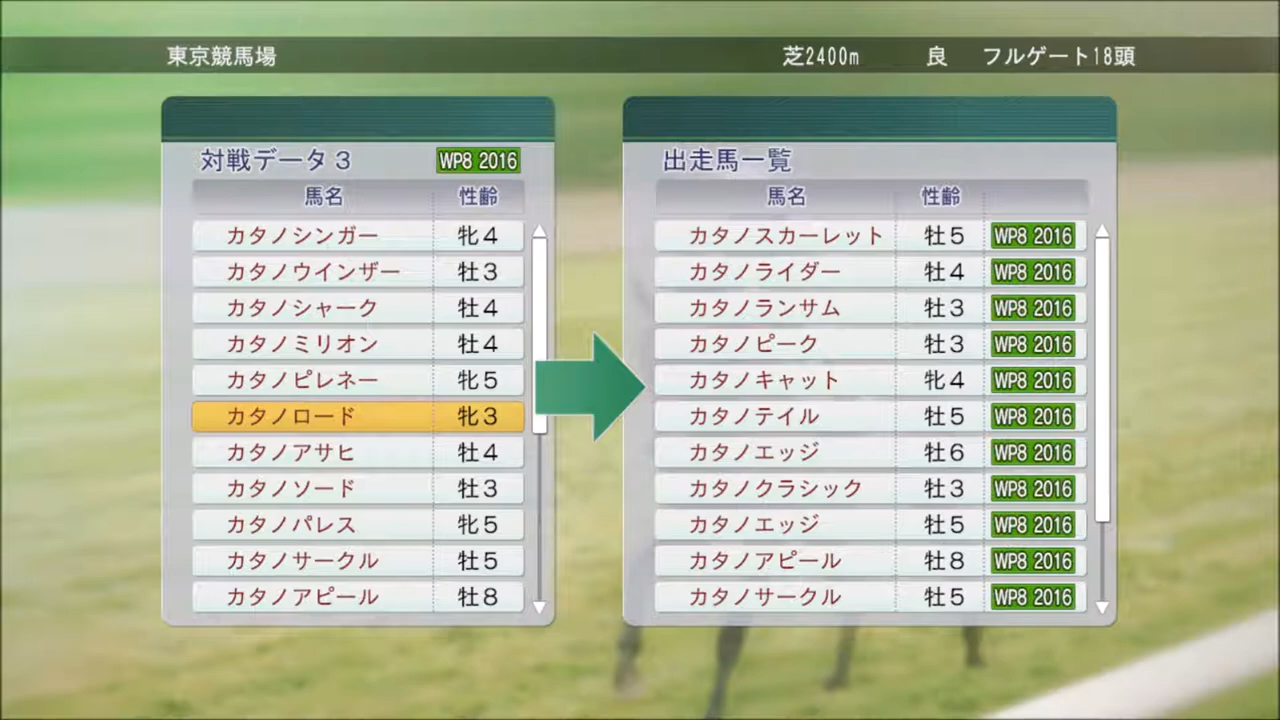 東京競馬場 芝2400m 良 フルゲート18頭
対戦データ3 WP8 2016
馬名 性齢
カタノシンガー 牝4
カタノウインザー 牡3
カタノシャーク 牡4
カタノミリオン 牡4
カタノピレネー 牝5
カタノロード 牝3
カタノアサヒ 牡4
カタノソード 牡3
カタノパレス 牝5
カタノサークル 牡5
カタノアピール 牡8
出走馬一覧
馬名 性齢
カタノスカーレット 牡5 WP8 2016
カタノライダー 牡4 WP8 2016
カタノランサム 牡3 WP8 2016
カタノピーク 牡3 WP8 2016
カタノキャット 牝4 WP8 2016
カタノテイル 牡5 WP8 2016
カタノエッジ 牡6 WP8 2016
カタノクラシック 牡3 WP8 2016
カタノエッジ 牡5 WP8 2016
カタノアピール 牡8 WP8 2016
カタノサークル 牡5 WP8 2016